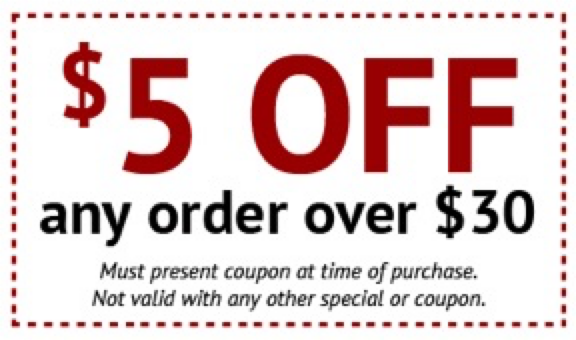 $5 OFF
any order over $30
Must present coupon at time of purchase.
Not valid with any other special or coupon.